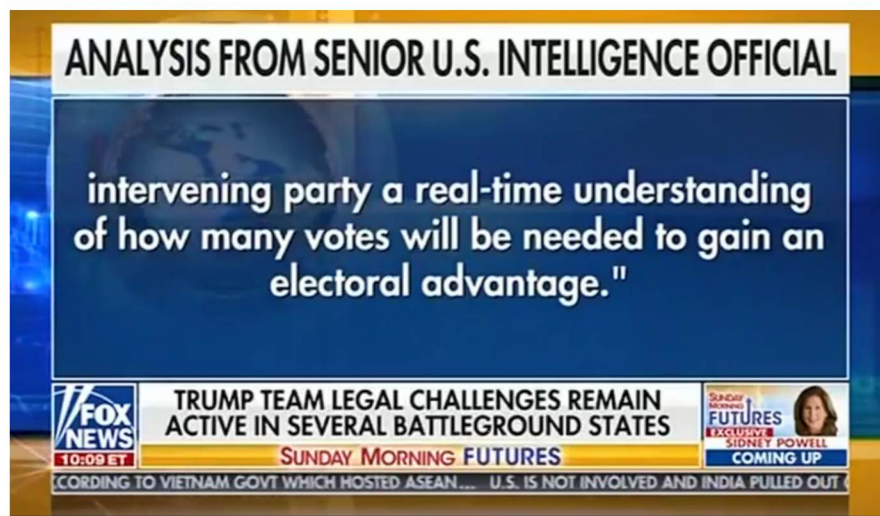 ANALYSIS FROM SENIOR U.S. INTELLIGENCE OFFICIAL
intervening party a real-time understanding
of how many votes will be needed to gain an
electoral advantage."
FOX
NEWS
10:09 ET
TRUMP TEAM LEGAL CHALLENGES REMAIN
ACTIVE IN SEVERAL BATTLEGROUND STATES
SUNDAY MORNING FUTURES
SUNDAY
MORNING
FUTURES
EXCLUSIVE
SIDNEY POWELL
COMING UP
CCORDING TO VIETNAM GOVT WHICH HOSTED ASEAN... U.S. IS NOT INVOLVED AND INDIA PULLED OUT